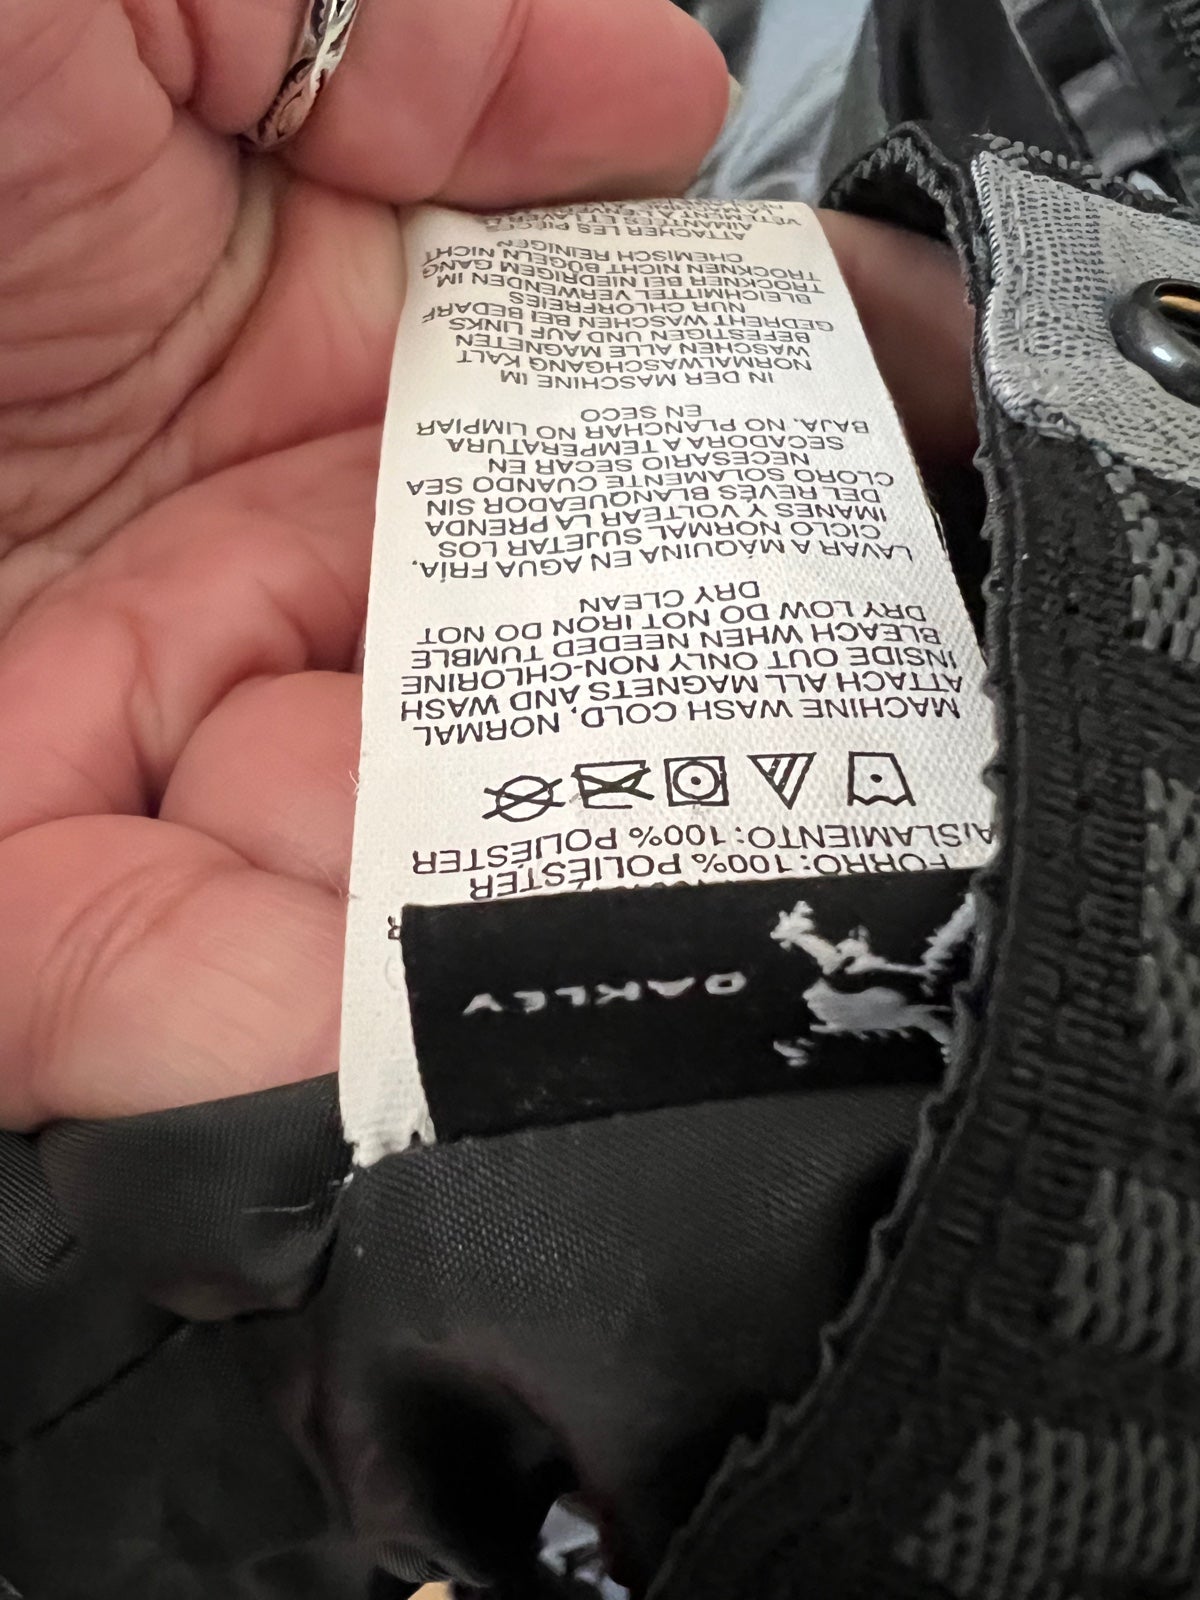 OAKLEY
FORRO: 100% POLIÉSTER
AISLAMIENTO: 100% POLIÉSTER
MACHINE WASH COLD, NORMAL
ATTACH ALL MAGNETS AND WASH
INSIDE OUT ONLY NON-CHLORINE
BLEACH WHEN NEEDED TUMBLE
DRY LOW DO NOT IRON DO NOT
DRY CLEAN
LAVAR A MÁQUINA EN AGUA FRÍA,
CICLO NORMAL SUJETAR LOS
IMANES Y VOLTEAR LA PRENDA
DEL REVÉS BLANQUEADOR SIN
CLORO SOLAMENTE CUANDO SEA
NECESARIO SECAR EN
SECADORA A TEMPERATURA
BAJA. NO PLANCHAR NO LIMPIAR
EN SECO
IN DER MASCHINE IM
NORMALWASCHGANG KALT
WASCHEN ALLE MAGNETEN
BEFESTIGEN UND AUF LINKS
GEDREHT WASCHEN BEI BEDARF
NUR CHLORFREIES
BLEICHMITTEL VERWENDEN IM
TROCKNER BEI NIEDRIGEM GANG
TROCKNEN NICHT BÜGELN NICHT
CHEMISCH REINIGEN
ATTACHER LES PIÈCES